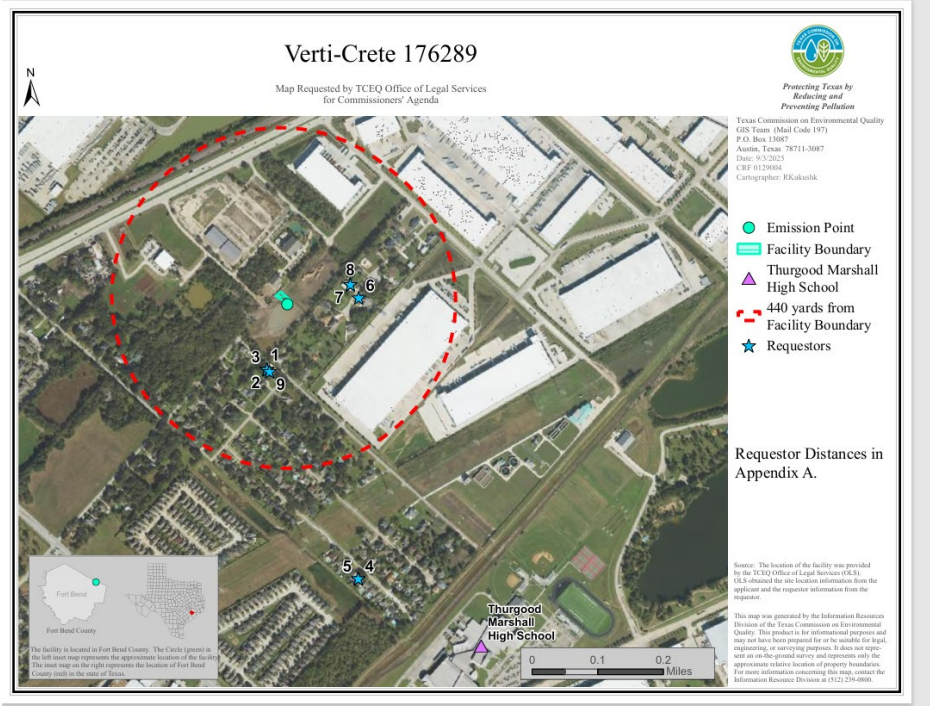 Verti-Crete 176289
N
Map Requested by TCEQ Office of Legal Services
for Commissioners' Agenda
TEXAS COMMISSION ON
ENVIRONMENTAL QUALITY
Protecting Texas by
Reducing and
Preventing Pollution
Texas Commission on Environmental Quality
GIS Team (Mail Code 197)
P.O. Box 13087
Austin, Texas 78711-3087
Date: 9/3/2025
CRF 0129004
Cartographer: RKukushk
Emission Point
Facility Boundary
Thurgood Marshall
High School
440 yards from
Facility Boundary
Requestors
Requestor Distances in
Appendix A.
8
6
7
3 1
2 9
5 4
Thurgood
Marshall
High School
0 0.1 0.2
Miles
Fort Bend
Fort Bend County
The facility is located in Fort Bend County. The Circle (green) in
the left inset map represents the approximate location of the facility.
The inset map on the right represents the location of Fort Bend
County (red) in the state of Texas.
Source: The location of the facility was provided
by the TCEQ Office of Legal Services (OLS).
OLS obtained the site location information from the
applicant and the requestor information from the
requestor.
This map was generated by the Information Resources
Division of the Texas Commission on Environmental
Quality. This product is for informational purposes and
may not have been prepared for or be suitable for legal,
engineering, or surveying purposes. It does not repre-
sent an on-the-ground survey and represents only the
approximate relative location of property boundaries.
For more information concerning this map, contact the
Information Resource Division at (512) 239-0800.